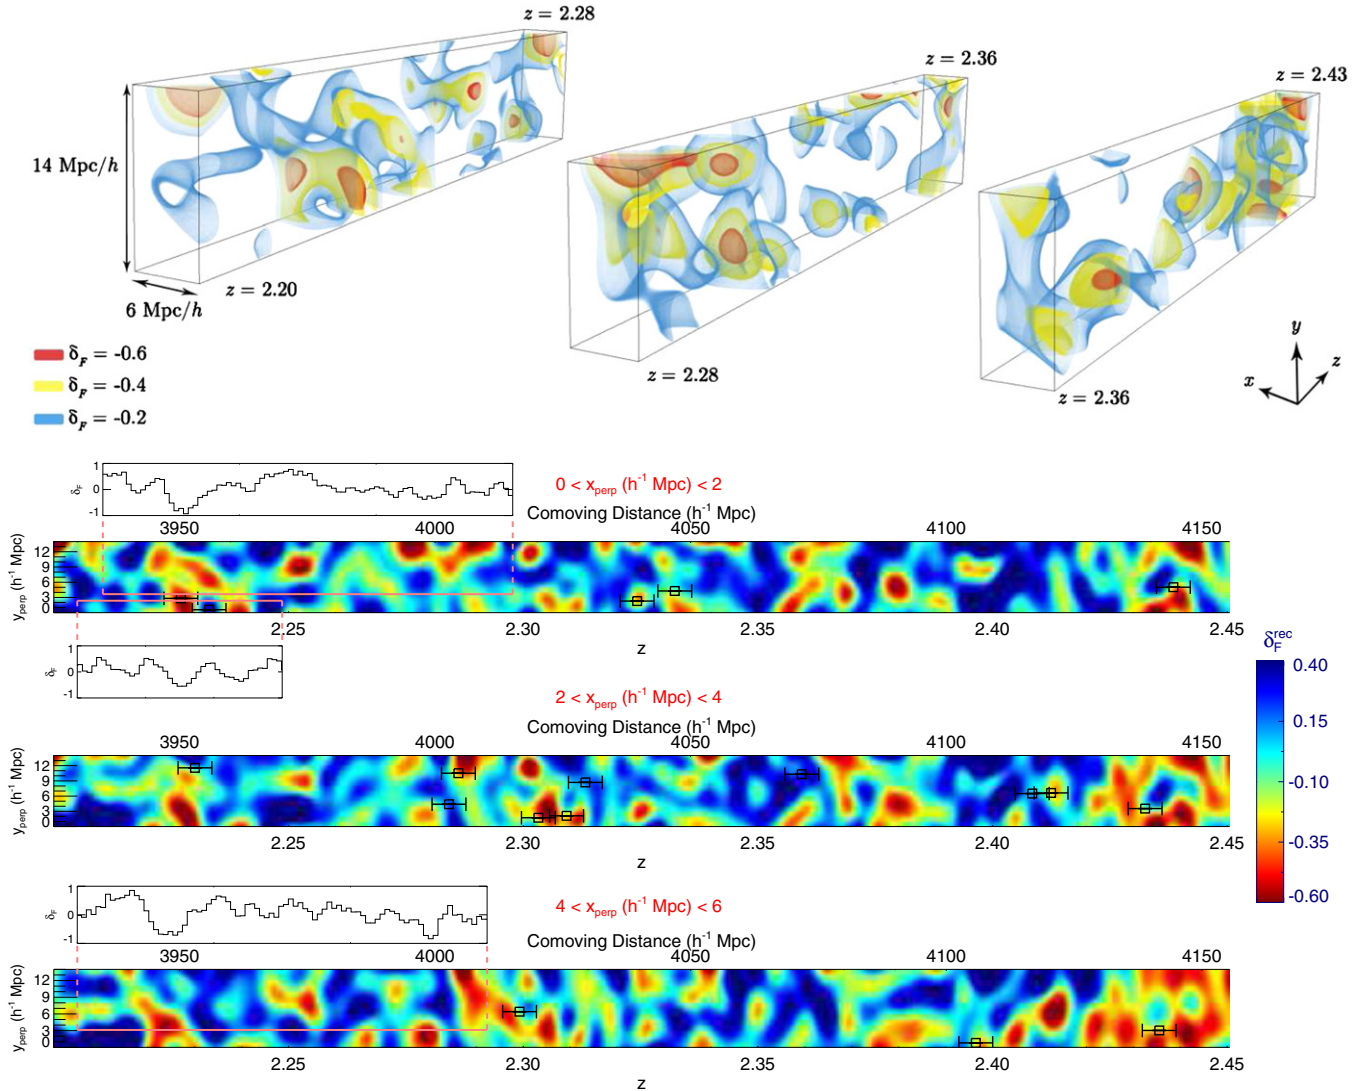 z = 2.28
z = 2.36
z = 2.43
14 Mpc/h
6 Mpc/h
z = 2.20
z = 2.28
z = 2.36
y
x
z
δF = -0.6
δF = -0.4
δF = -0.2
1
0
-1
δF
0 < xperp (h-1 Mpc) < 2
Comoving Distance (h-1 Mpc)
3950 4000 4050 4100 4150
12
9
6
3
0
yperp (h-1 Mpc)
2.25 2.30 2.35 2.40 2.45
z
1
0
-1
δF
2 < xperp (h-1 Mpc) < 4
Comoving Distance (h-1 Mpc)
3950 4000 4050 4100 4150
12
9
6
3
0
yperp (h-1 Mpc)
2.25 2.30 2.35 2.40 2.45
z
δFrec
0.40
0.15
-0.10
-0.35
-0.60
1
0
-1
δF
4 < xperp (h-1 Mpc) < 6
Comoving Distance (h-1 Mpc)
3950 4000 4050 4100 4150
12
9
6
3
0
yperp (h-1 Mpc)
2.25 2.30 2.35 2.40 2.45
z